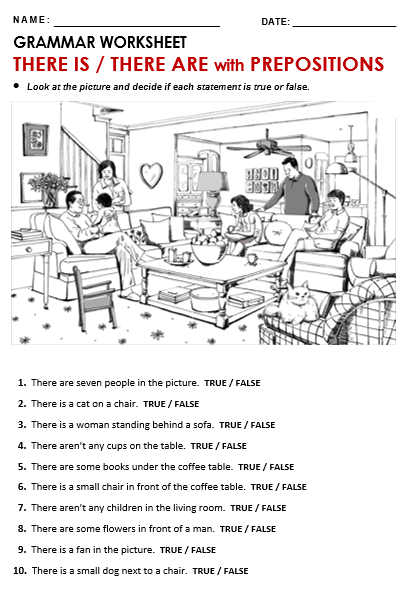 NAME: DATE:
GRAMMAR WORKSHEET
THERE IS / THERE ARE with PREPOSITIONS
● Look at the picture and decide if each statement is true or false.
1. There are seven people in the picture. TRUE / FALSE
2. There is a cat on a chair. TRUE / FALSE
3. There is a woman standing behind a sofa. TRUE / FALSE
4. There aren't any cups on the table. TRUE / FALSE
5. There are some books under the coffee table. TRUE / FALSE
6. There is a small chair in front of the coffee table. TRUE / FALSE
7. There aren't any children in the living room. TRUE / FALSE
8. There are some flowers in front of a man. TRUE / FALSE
9. There is a fan in the picture. TRUE / FALSE
10. There is a small dog next to a chair. TRUE / FALSE